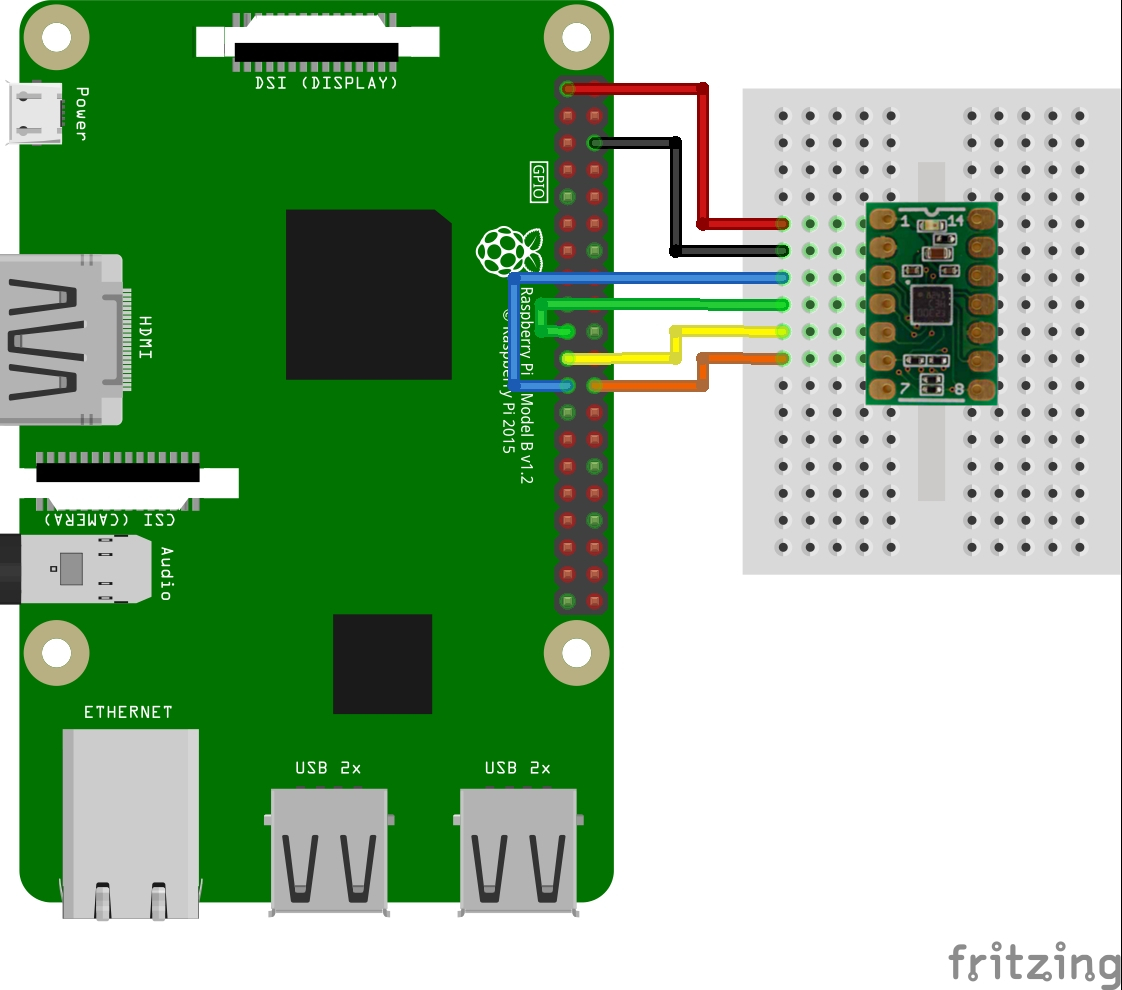 DSI (DISPLAY)
Power
GPIO
1 14
HDMI
Raspberry Pi Model B v1.2
© Raspberry Pi 2015
7 8
CSI (CAMERA)
Audio
ETHERNET
USB 2x
USB 2x
fritzing